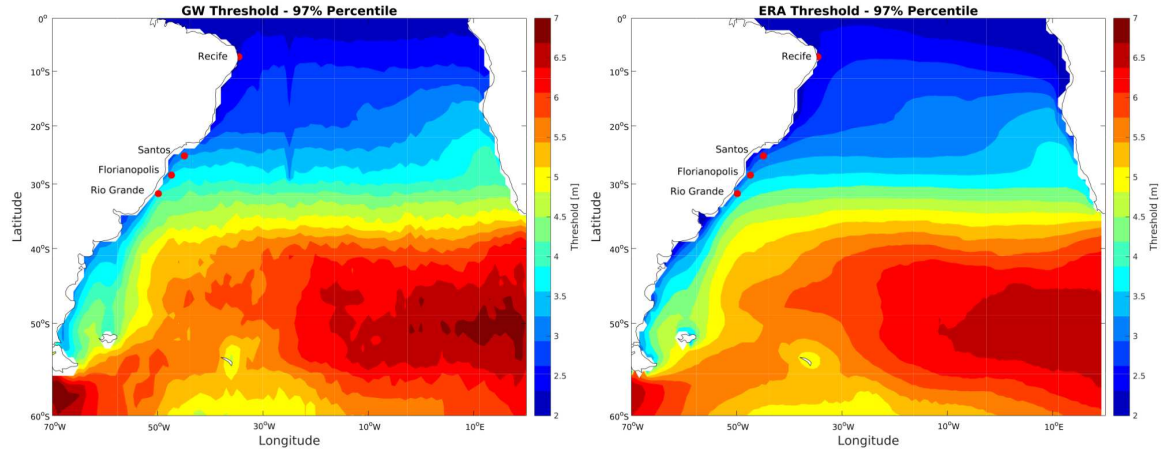 GW Threshold - 97% Percentile
0°
10°S
20°S
30°S
40°S
50°S
60°S
Latitude
Recife
Santos
Florianopolis
Rio Grande
70°W
50°W
30°W
10°W
10°E
Longitude
7
6.5
6
5.5
5
4.5
4
3.5
3
2.5
2
Threshold [m]
ERA Threshold - 97% Percentile
0°
10°S
20°S
30°S
40°S
50°S
60°S
Latitude
Recife
Santos
Florianopolis
Rio Grande
70°W
50°W
30°W
10°W
10°E
Longitude
7
6.5
6
5.5
5
4.5
4
3.5
3
2.5
2
Threshold [m]